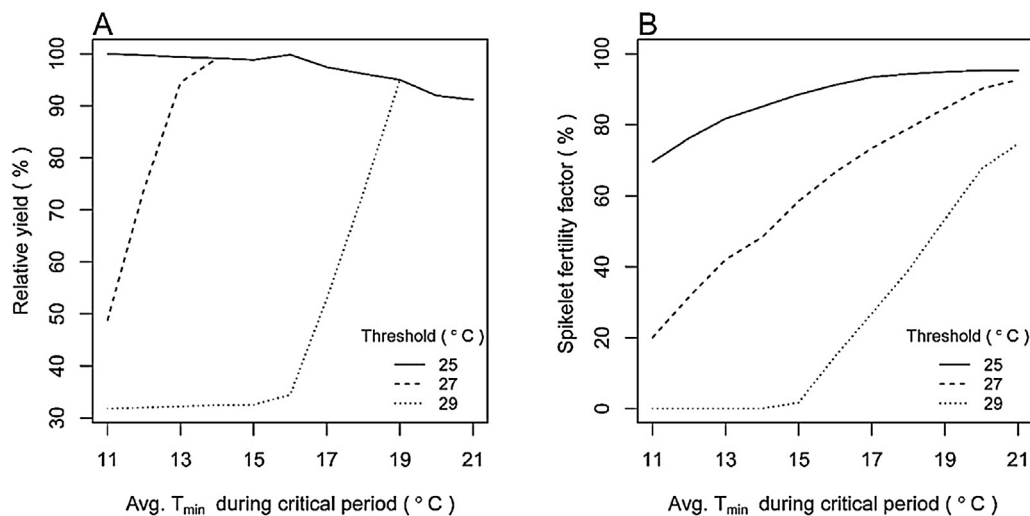 A
Relative yield ( % )
100
90
80
70
60
50
40
30
Threshold ( ° C )
25
27
29
11 13 15 17 19 21
Avg. Tmin during critical period ( ° C )
B
Spikelet fertility factor ( % )
100
80
60
40
20
0
Threshold ( ° C )
25
27
29
11 13 15 17 19 21
Avg. Tmin during critical period ( ° C )